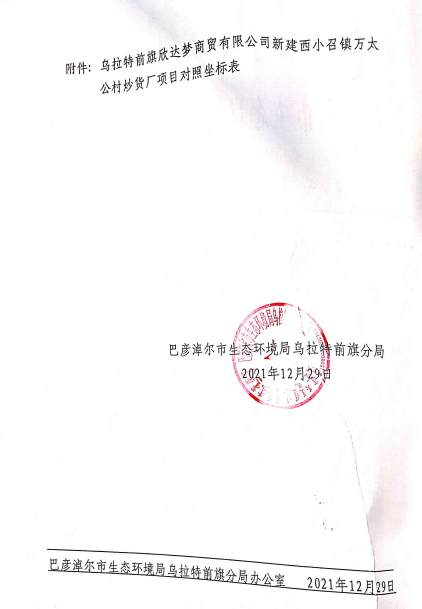 附件：乌拉特前旗欣达梦商贸有限公司新建西小召镇万太
公村炒货厂项目对照坐标表
巴彦淖尔市生态环境局乌拉特前旗分局
2021年12月29日
巴彦淖尔市生态环境局乌拉特前旗分局办公室 2021年12月29日